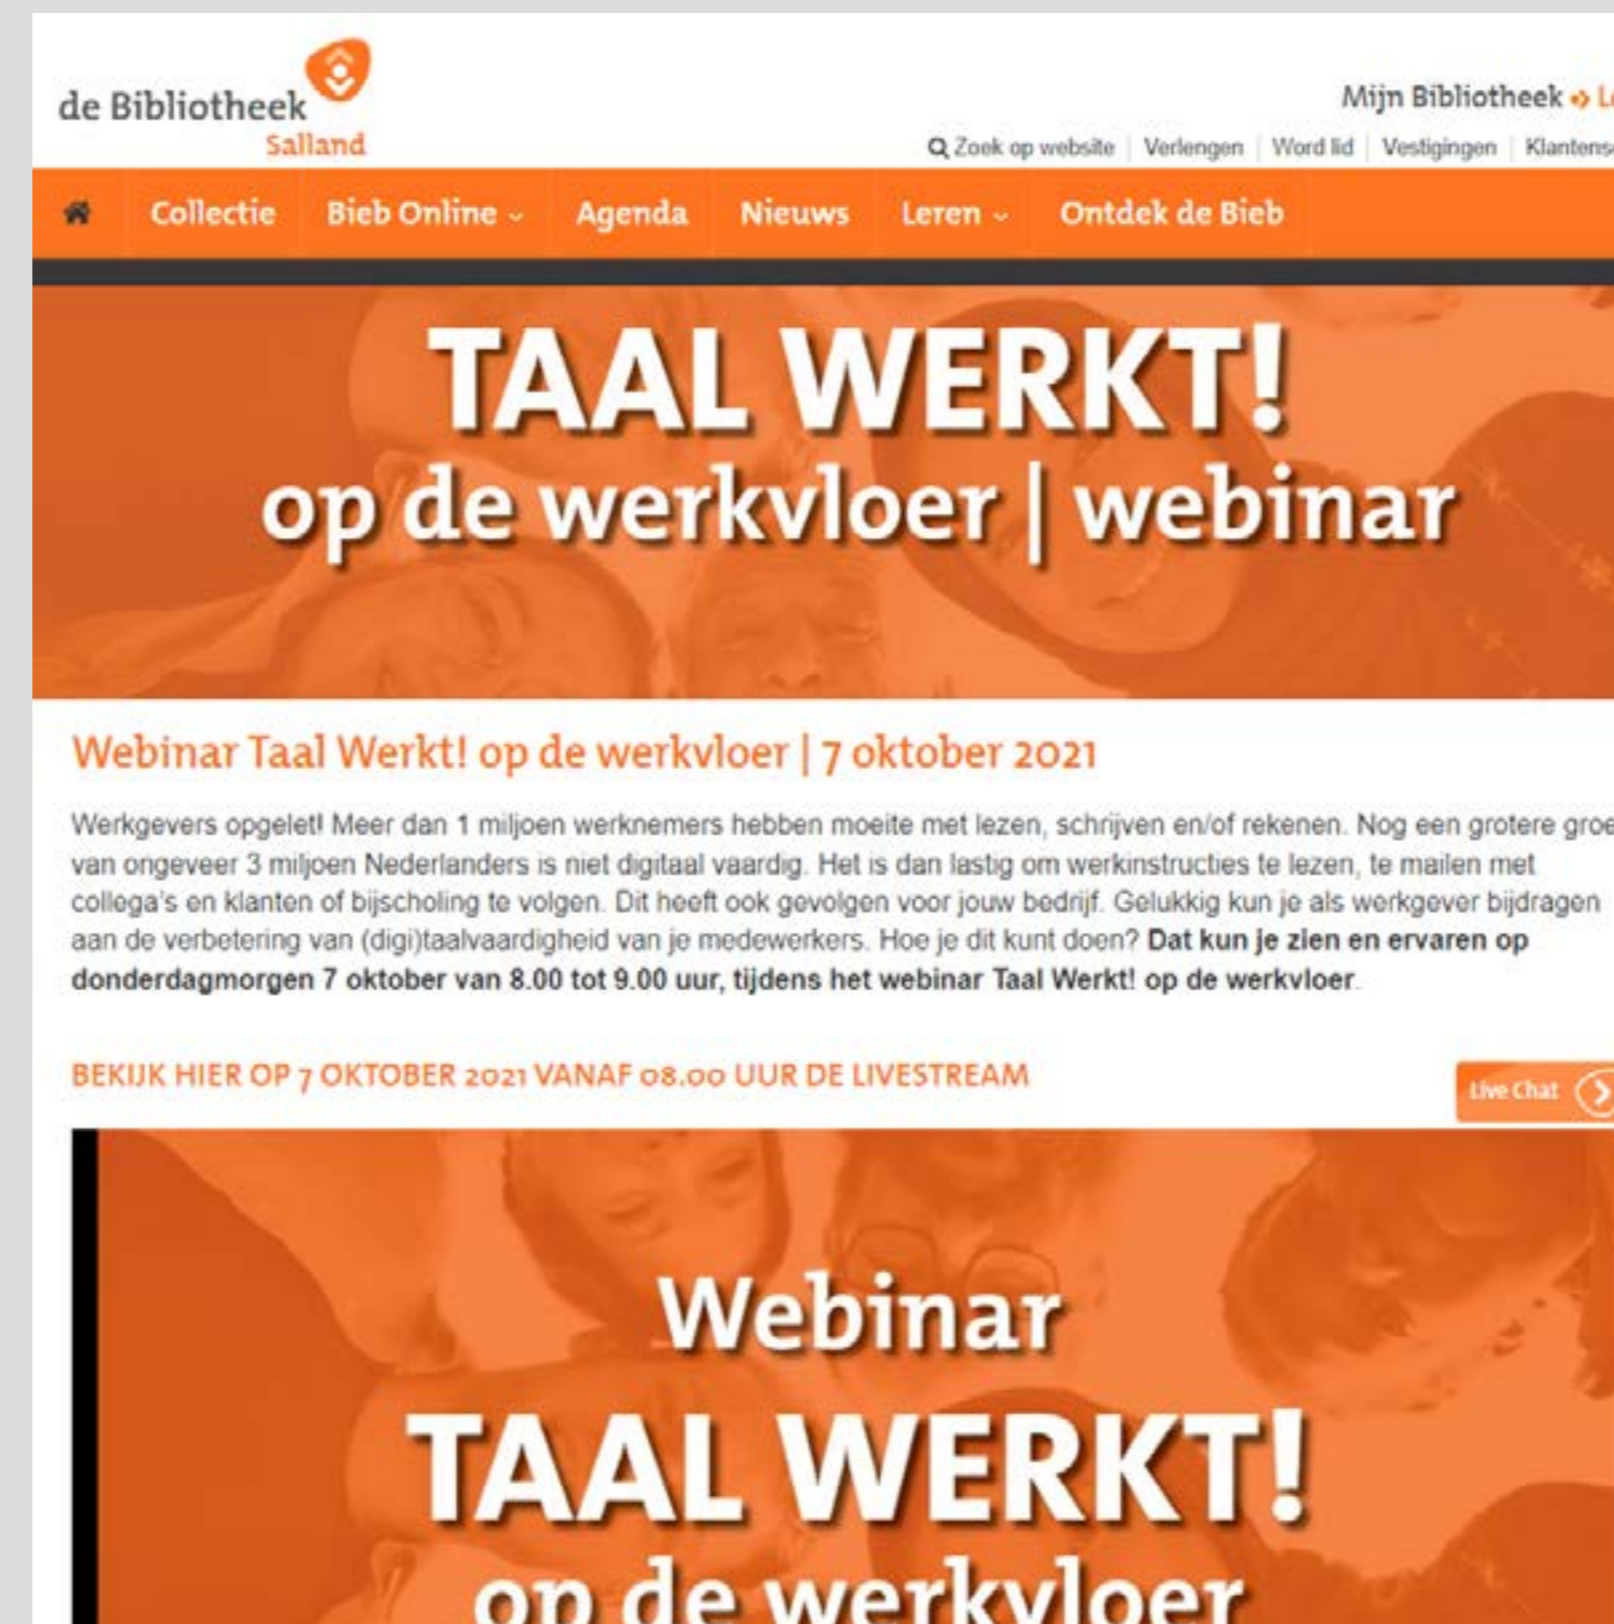 de Bibliotheek
Salland
Mijn Bibliotheek
Zoek op website Verlengen Word lid Vestigingen
Collectie Bieb Online Agenda Nieuws Leren Ontdek de Bieb
TAAL WERKT!
op de werkvloer | webinar
Webinar Taal Werkt! op de werkvloer | 7 oktober 2021
Werkgevers opgelet! Meer dan 1 miljoen werknemers hebben moeite met lezen, schrijven en/of rekenen. Nog een grotere
van ongeveer 3 miljoen Nederlanders is niet digitaal vaardig. Het is dan lastig om werkinstructies te lezen, te mailen met
collega's en klanten of bijscholing te volgen. Dit heeft ook gevolgen voor jouw bedrijf. Gelukkig kun je als werkgever bijdragen
aan de verbetering van (digi)taalvaardigheid van je medewerkers. Hoe je dit kunt doen? Dat kun je zien en ervaren op
donderdagmorgen 7 oktober van 8.00 tot 9.00 uur, tijdens het webinar Taal Werkt! op de werkvloer.
BEKIJK HIER OP 7 OKTOBER 2021 VANAF 08.00 UUR DE LIVESTREAM
Live Chat
Webinar
TAAL WERKT!
op de werkvloer